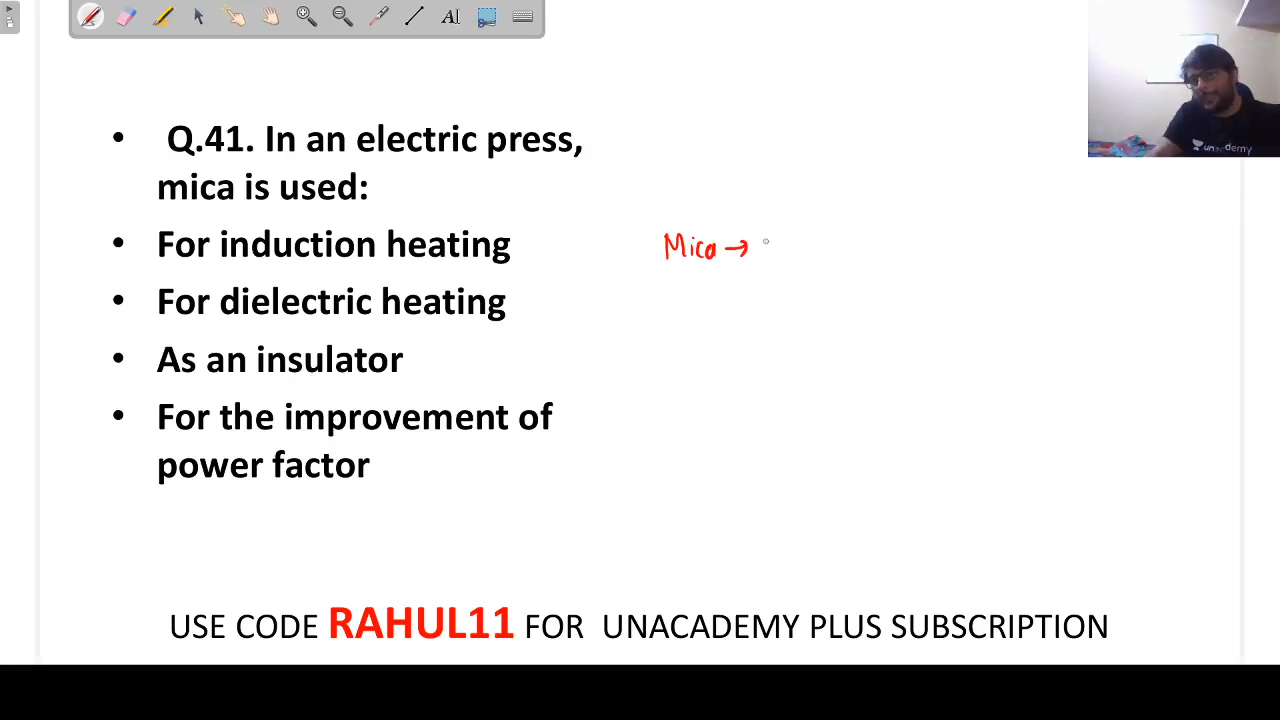 • Q.41. In an electric press,
mica is used:
• For induction heating
Mica →
• For dielectric heating
• As an insulator
• For the improvement of
power factor
USE CODE RAHUL11 FOR UNACADEMY PLUS SUBSCRIPTION
unacademy